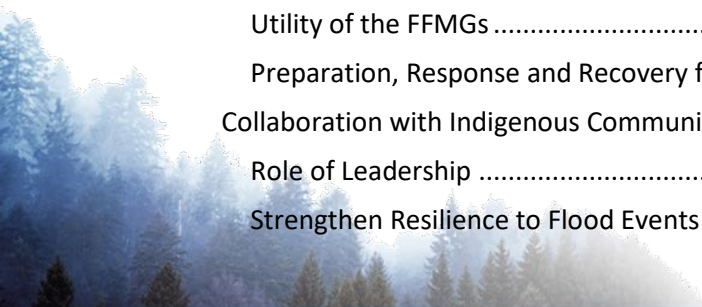 Utility of the FFMGs ............................
Preparation, Response and Recovery
Collaboration with Indigenous
Role of Leadership ..............................
Strengthen Resilience to Flood Events